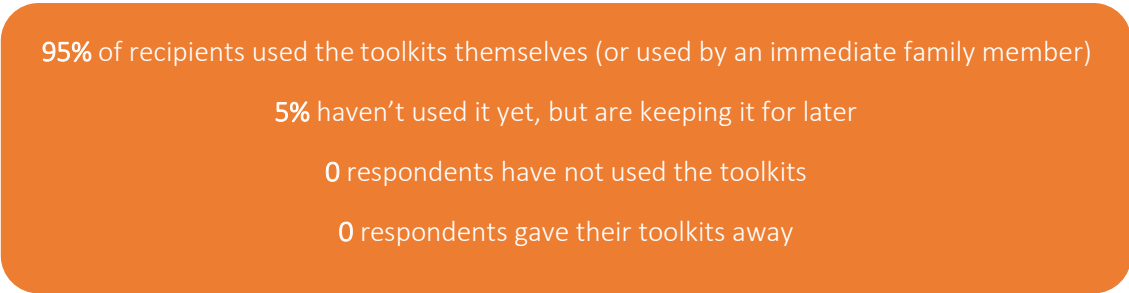 95% of recipients used the toolkits themselves (or used by an immediate family member)
5% haven’t used it yet, but are keeping it for later
0 respondents have not used the toolkits
0 respondents gave their toolkits away